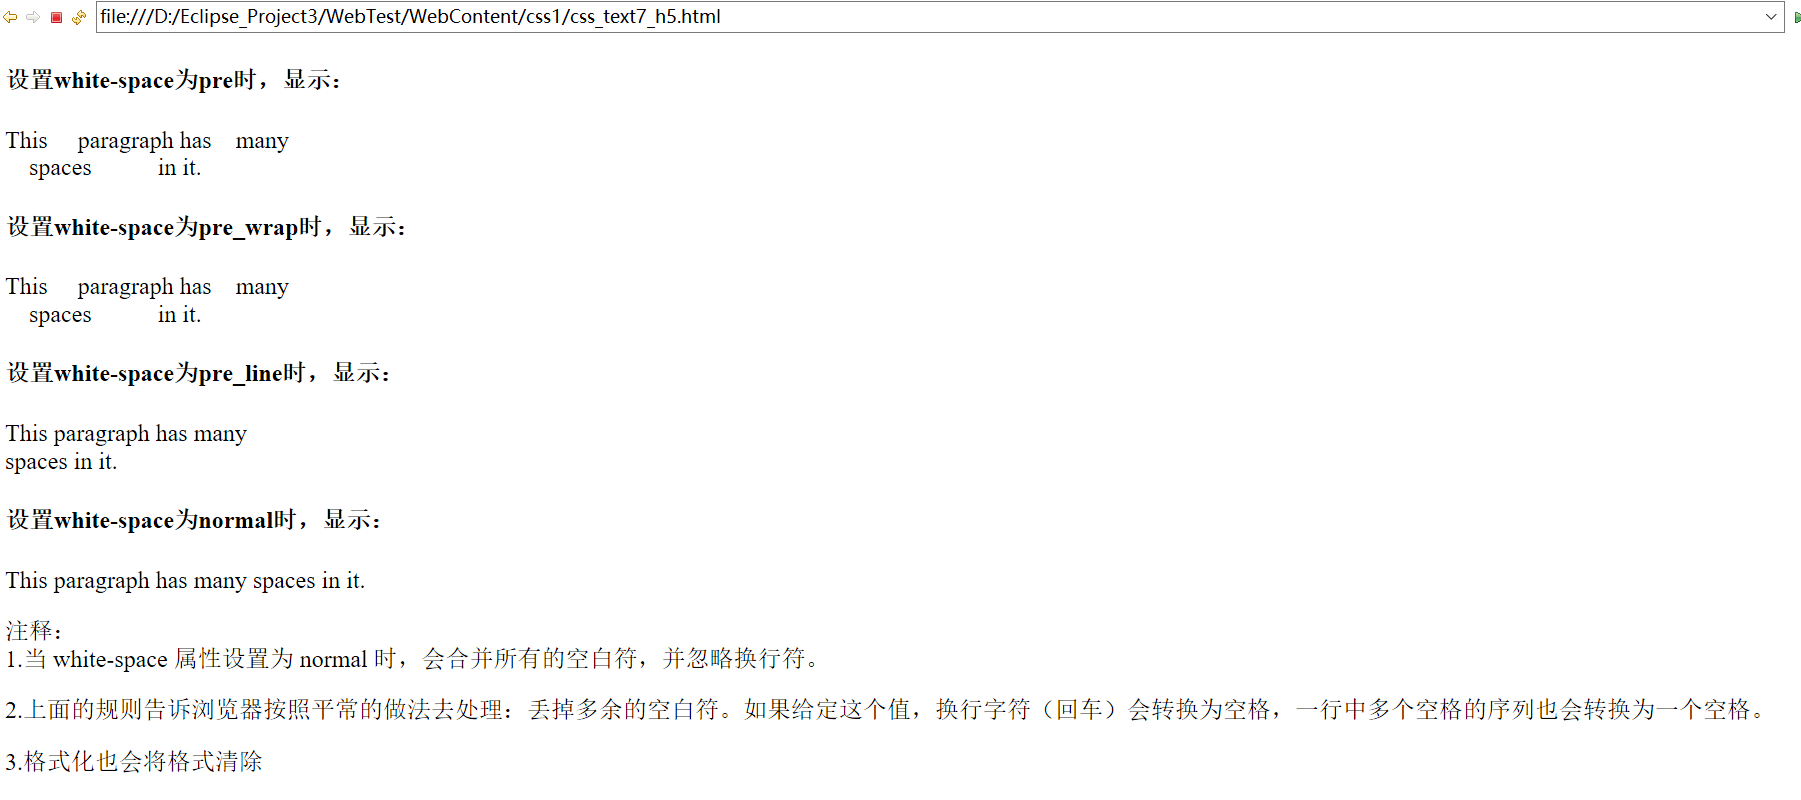 file:///D:/Eclipse_Project3/WebTest/WebContent/css1/css_text7_h5.html
设置white-space为pre时，显示：
This     paragraph has    many
    spaces           in it.
设置white-space为pre_wrap时，显示：
This     paragraph has    many
    spaces           in it.
设置white-space为pre_line时，显示：
This paragraph has many
spaces in it.
设置white-space为normal时，显示：
This paragraph has many spaces in it.
注释：
1.当 white-space 属性设置为 normal 时，会合并所有的空白符，并忽略换行符。
2.上面的规则告诉浏览器按照平常的做法去处理：丢掉多余的空白符。如果给定这个值，换行字符（回车）会转换为空格，一行中多个空格的序列也会转换为一个空格。
3.格式化也会将格式清除